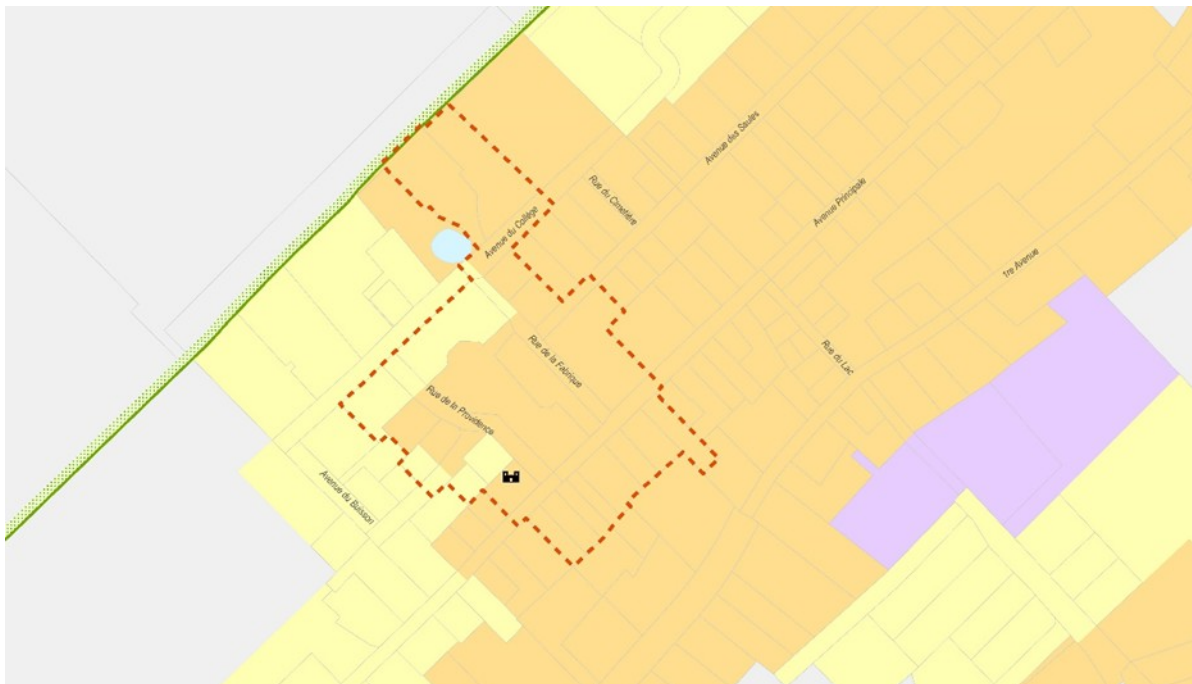 Avenue des Saules
Rue du Cimetière
Avenue Principale
Avenue du Collège
1re Avenue
Rue de la Fabrique
Rue du Lac
Rue de la Providence
Avenue du Buisson